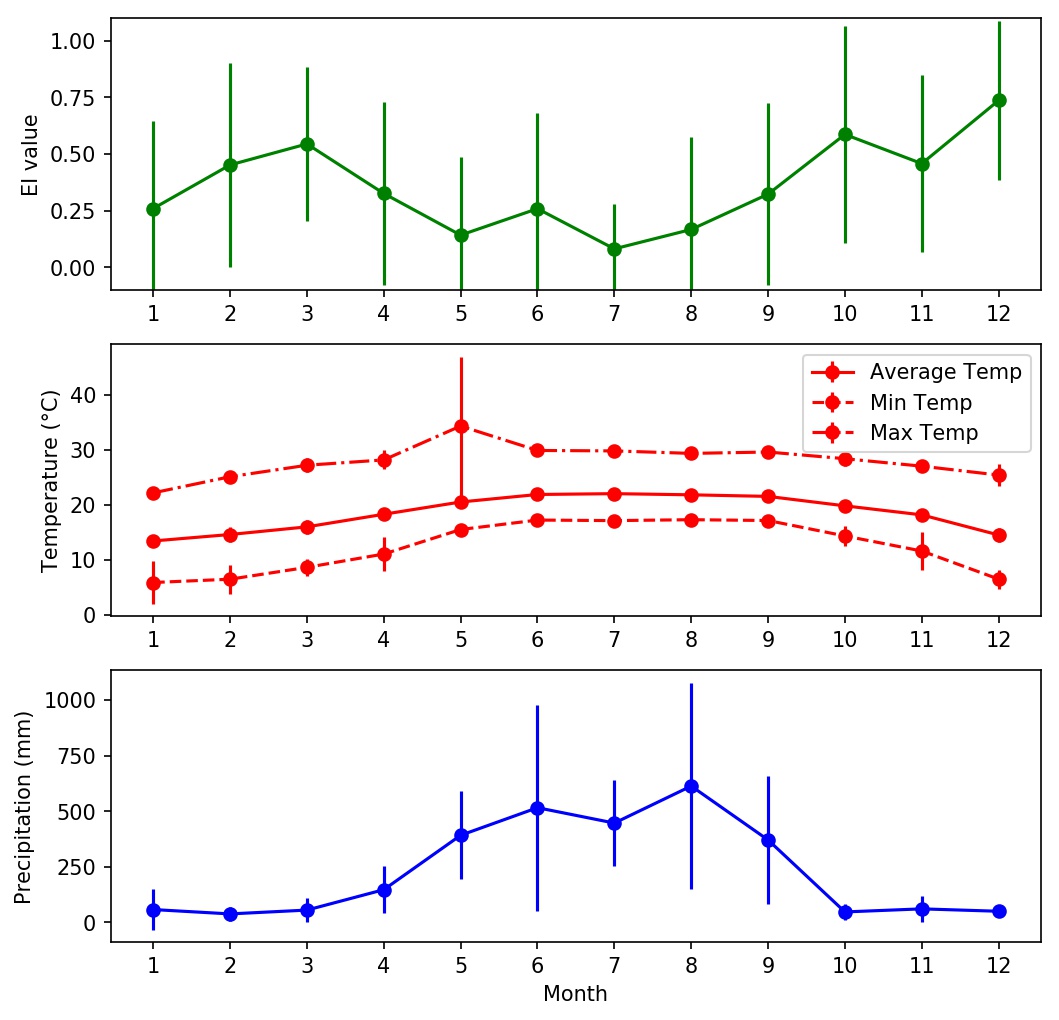 EI value
1.00
0.75
0.50
0.25
0.00
1 2 3 4 5 6 7 8 9 10 11 12
Temperature (°C)
40
30
20
10
0
Average Temp
Min Temp
Max Temp
1 2 3 4 5 6 7 8 9 10 11 12
Precipitation (mm)
1000
750
500
250
0
1 2 3 4 5 6 7 8 9 10 11 12
Month